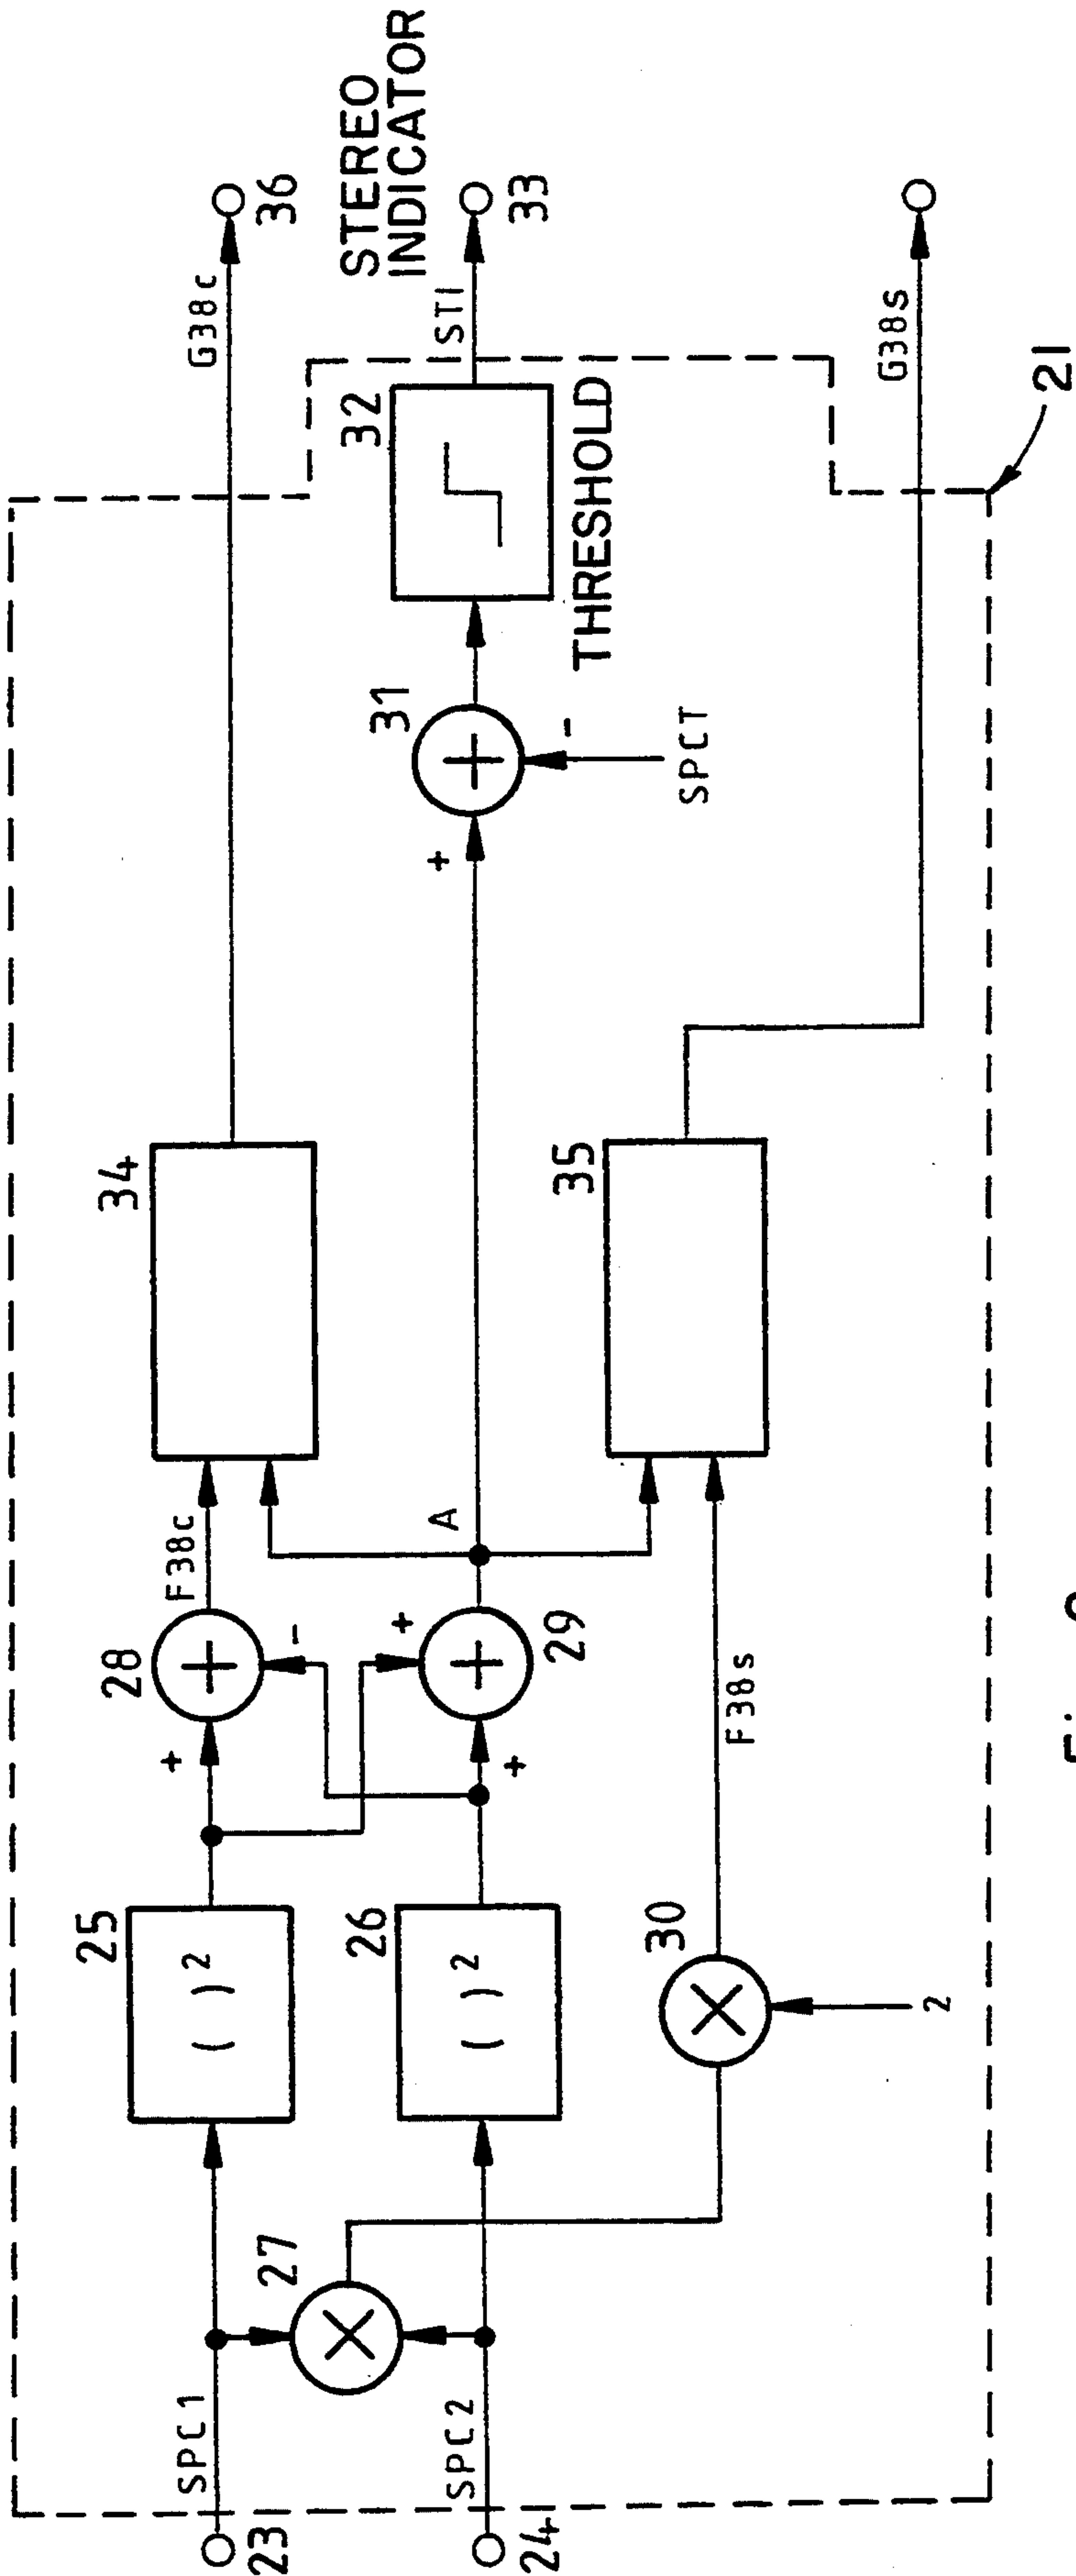 STEREO
INDICATOR
G38c
36
STI
33
32
THRESHOLD
31
+
-
SPCT
G38s
21
34
35
F38c
A
28
+
-
29
+
+
F38s
25
( )2
26
( )2
30
2
27
SPC1
23
SPC2
24